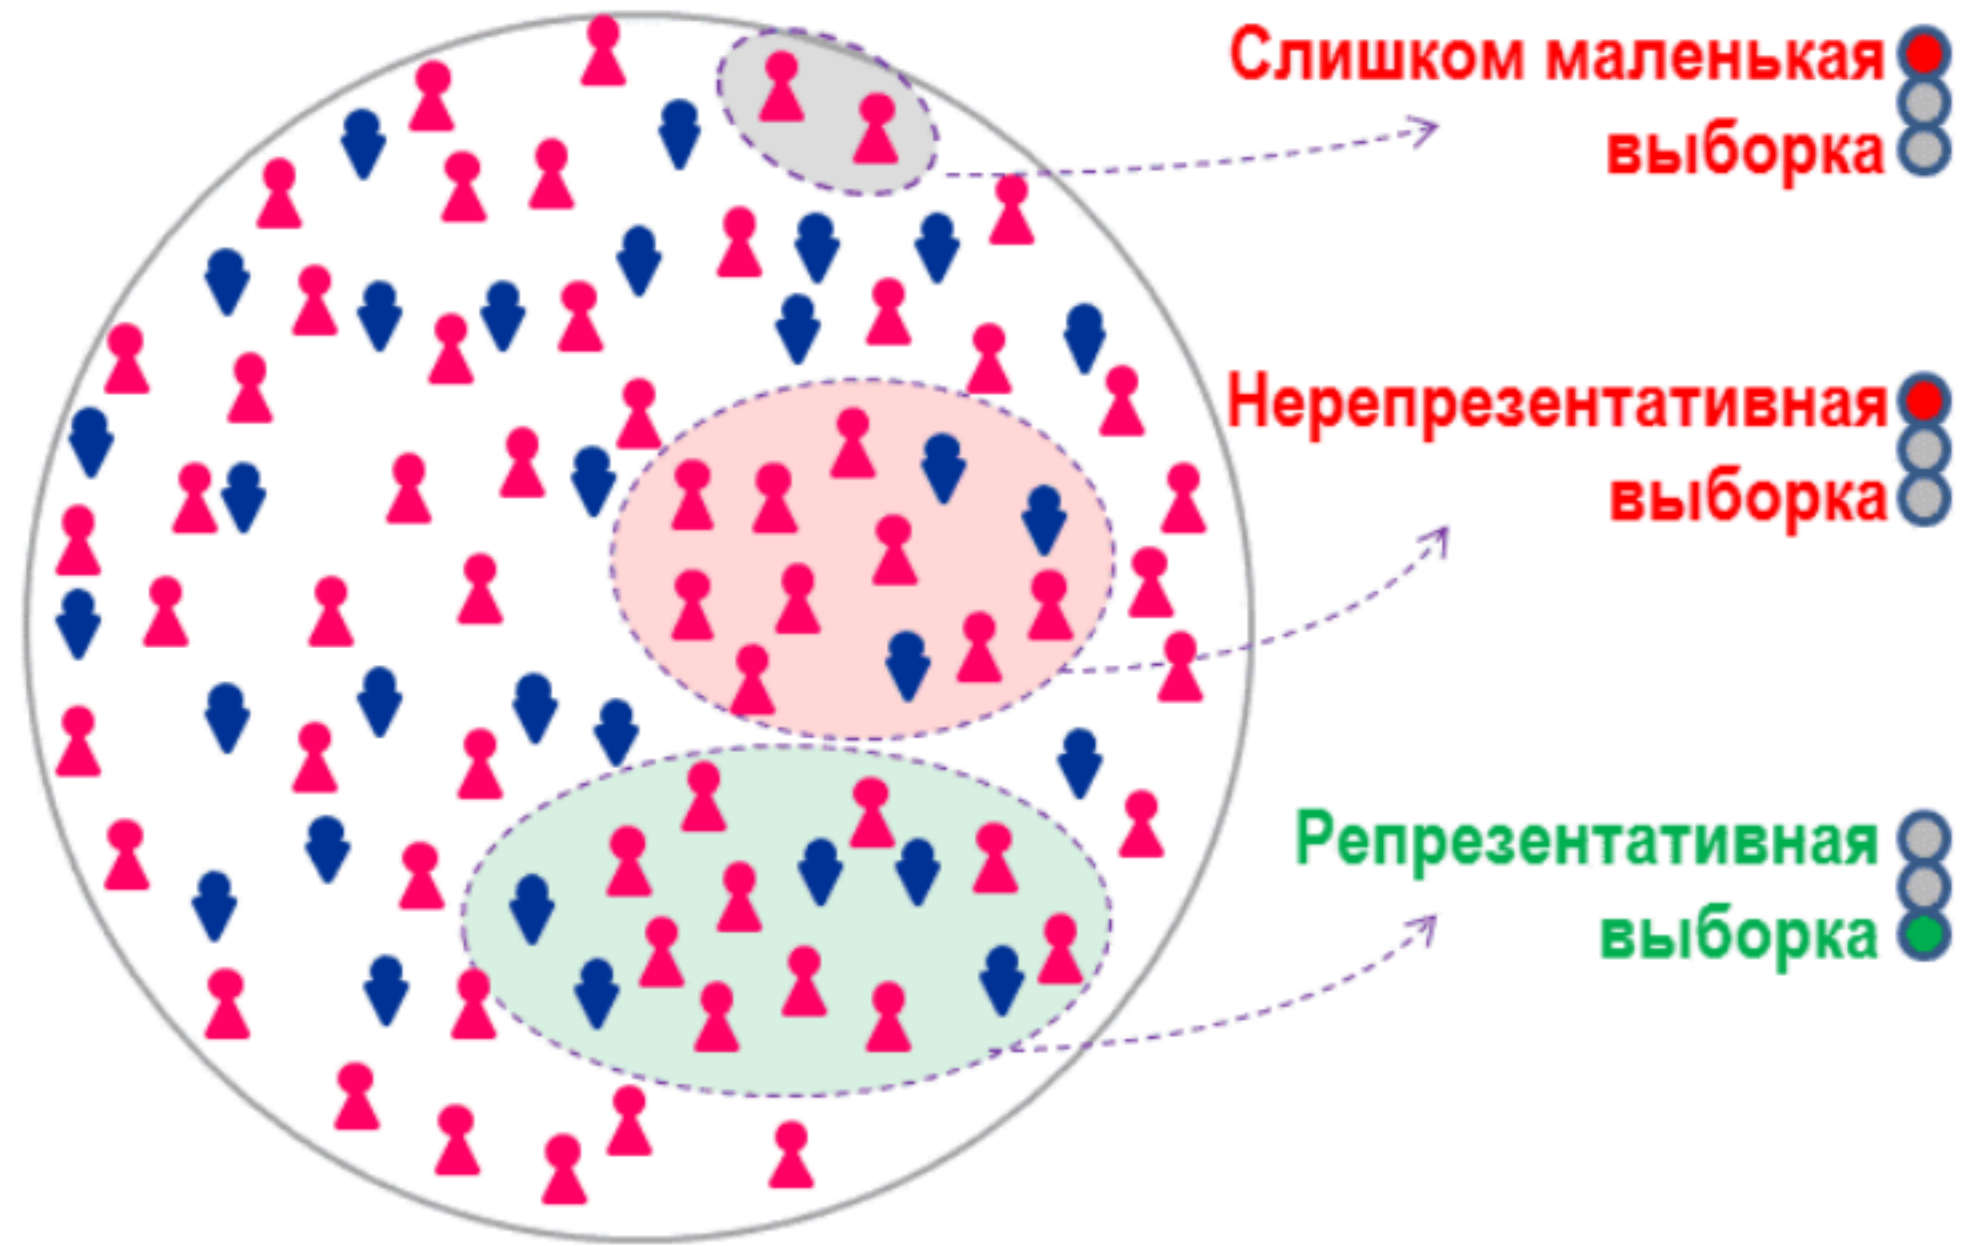 Слишком маленькая
выборка
Нерепрезентативная
выборка
Репрезентативная
выборка